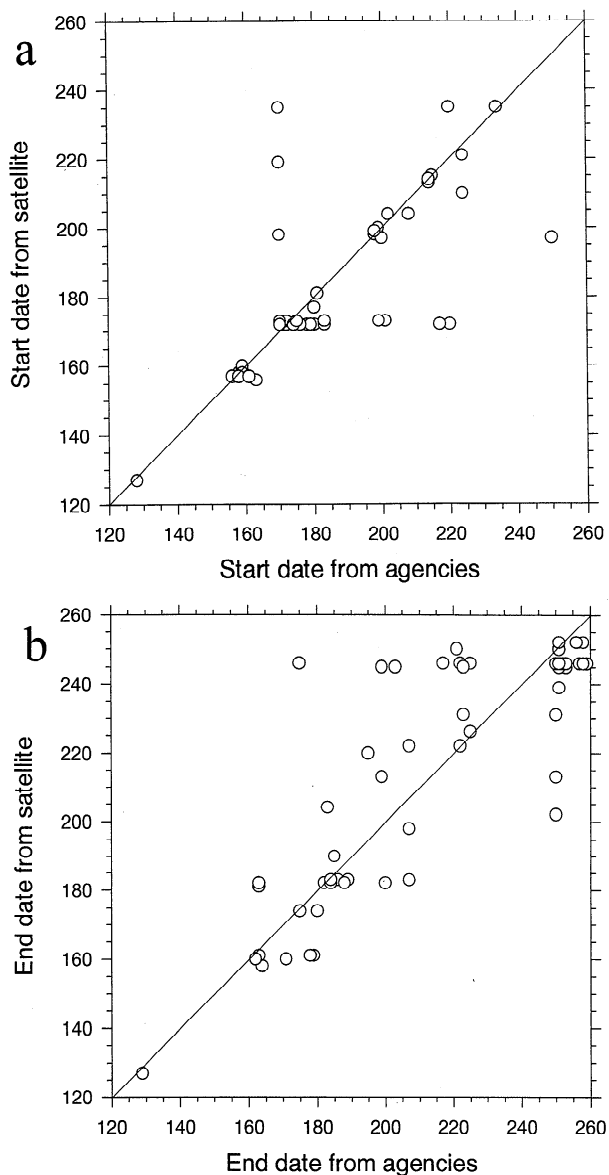 a
260
240
220
200
180
160
140
120
Start date from satellite
120 140 160 180 200 220 240 260
Start date from agencies
b
260
240
220
200
180
160
140
120
End date from satellite
120 140 160 180 200 220 240 260
End date from agencies